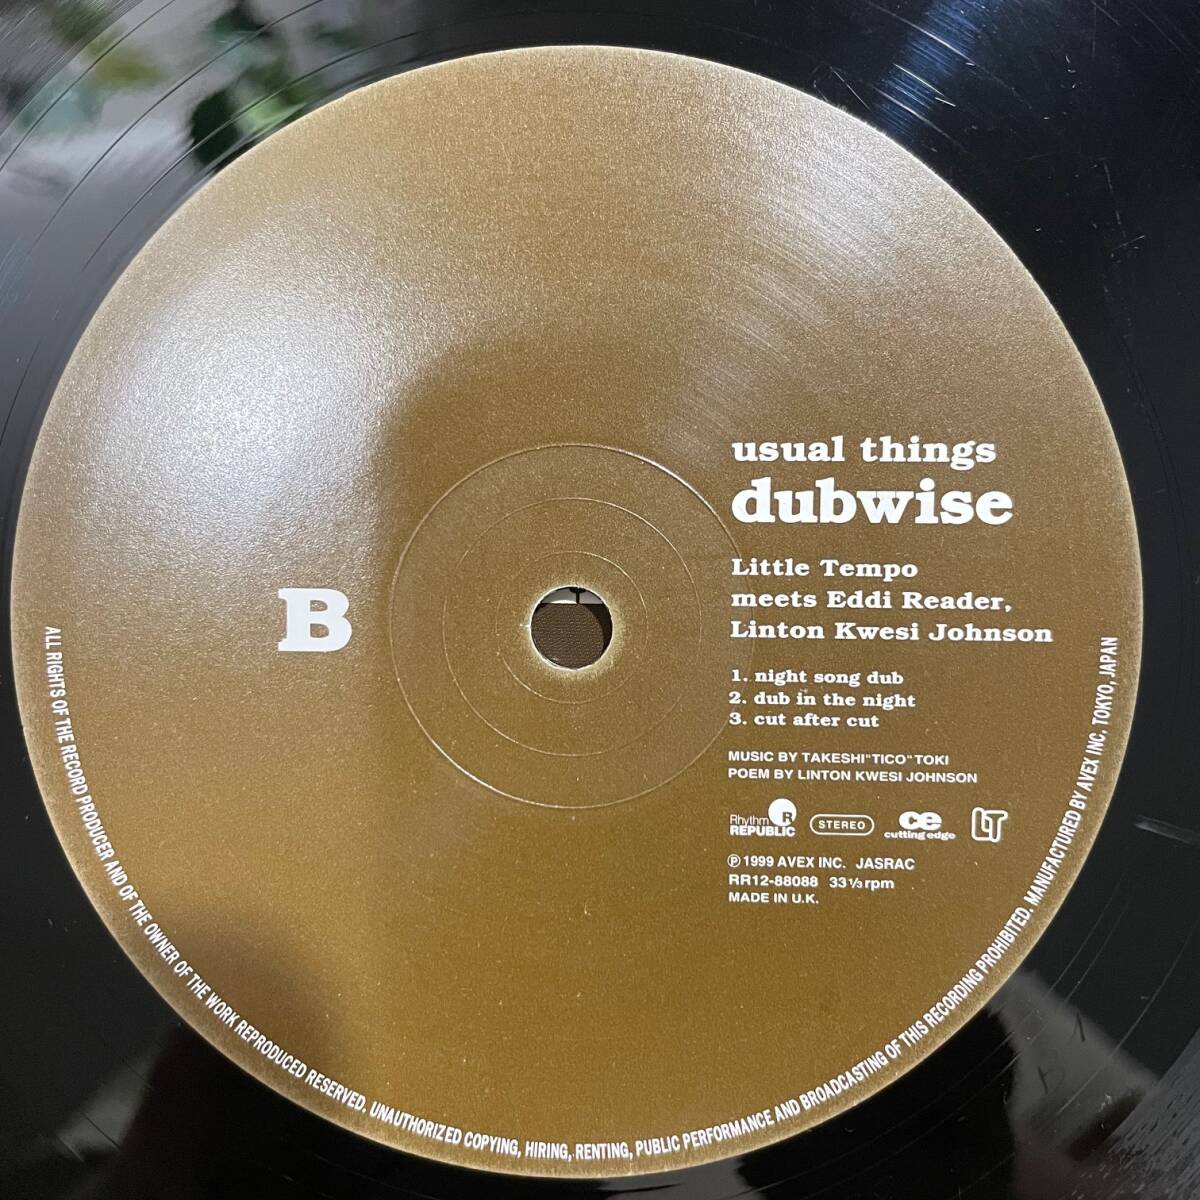 usual things
dubwise
Little Tempo
meets Eddi Reader,
Linton Kwesi Johnson
B
1. night song dub
2. dub in the night
3. cut after cut
MUSIC BY TAKESHI"TICO"TOKI
POEM BY LINTON KWESI JOHNSON
Rhythm R
REPUBLIC
STEREO
ce
cutting edge
LT
Ⓟ 1999 AVEX INC. JASRAC
RR12-88088 33 1/3 rpm
MADE IN U.K.
ALL RIGHTS OF THE RECORD PRODUCER AND OF THE OWNER OF THE WORK REPRODUCED RESERVED. UNAUTHORIZED COPYING, HIRING, RENTING, PUBLIC PERFORMANCE AND BROADCASTING OF THIS RECORDING PROHIBITED. MANUFACTURED BY AVEX INC. TOKYO, JAPAN